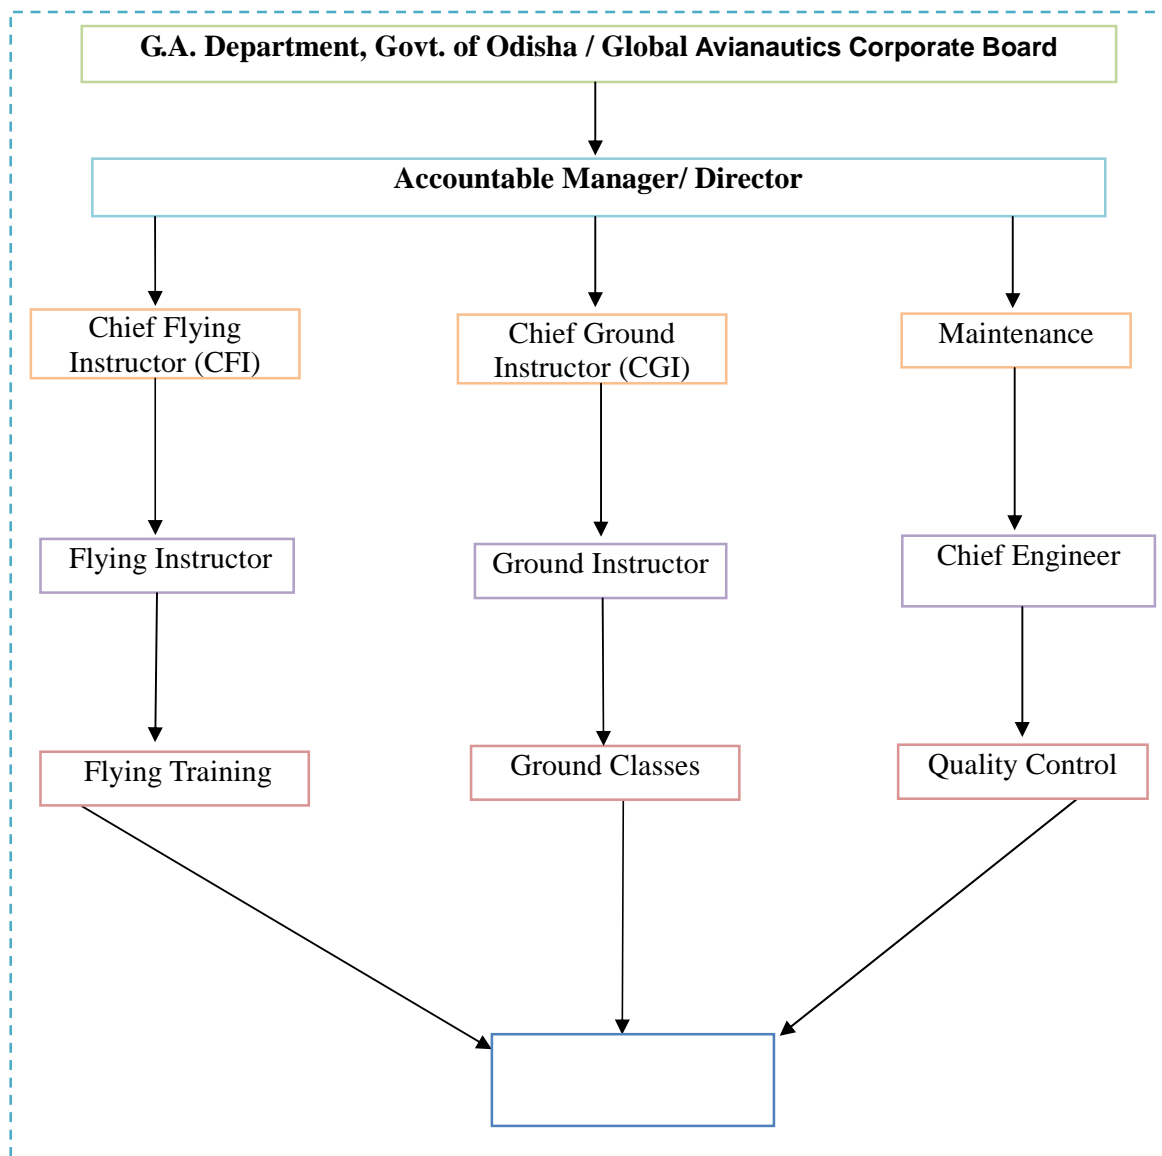 G.A. Department, Govt. of Odisha / Global Avianautics Corporate Board
Accountable Manager/ Director
Chief Flying
Instructor (CFI)
Chief Ground
Instructor (CGI)
Maintenance
Flying Instructor
Ground Instructor
Chief Engineer
Flying Training
Ground Classes
Quality Control